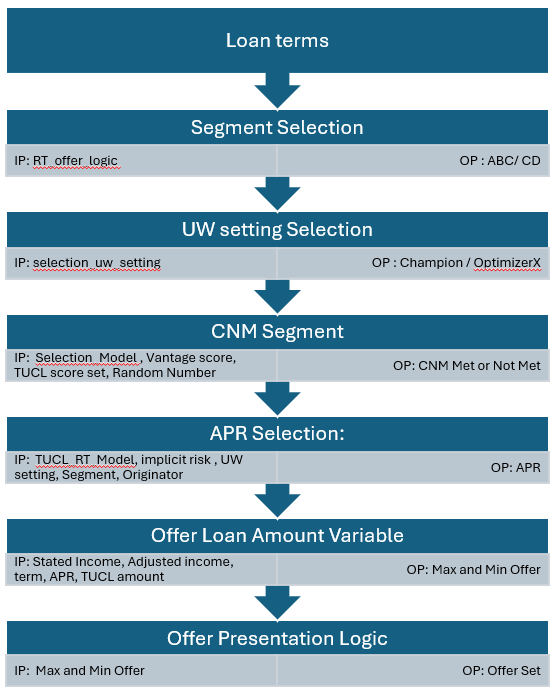 Loan terms
Segment Selection
IP: RT_offer_logic
OP : ABC/ CD
UW setting Selection
IP: selection_uw_setting
OP : Champion / OptimizerX
CNM Segment
IP:  Selection_Model , Vantage score,
TUCL score set, Random Number
OP: CNM Met or Not Met
APR Selection:
IP:  TUCL_RT_Model, implicit risk , UW
setting, Segment, Originator
OP: APR
Offer Loan Amount Variable
IP: Stated Income, Adjusted income,
term, APR, TUCL amount
OP: Max and Min Offer
Offer Presentation Logic
IP:  Max and Min Offer
OP: Offer Set